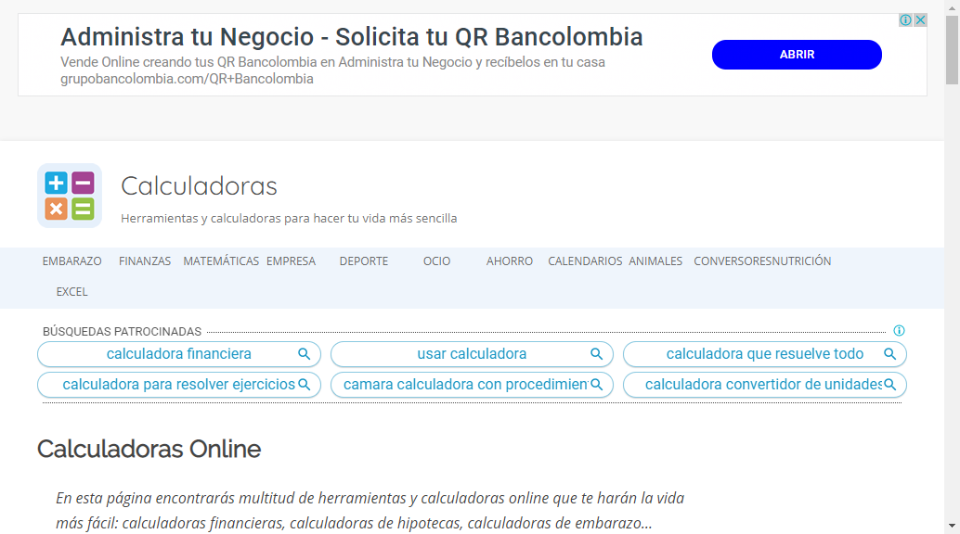 Administra tu Negocio - Solicita tu QR Bancolombia
Vende Online creando tus QR Bancolombia en Administra tu Negocio y recíbelos en tu casa
grupobancolombia.com/QR+Bancolombia
ABRIR
Calculadoras
Herramientas y calculadoras para hacer tu vida más sencilla
EMBARAZO FINANZAS MATEMÁTICAS EMPRESA DEPORTE OCIO AHORRO CALENDARIOS ANIMALES CONVERSORES NUTRICIÓN
EXCEL
BÚSQUEDAS PATROCINADAS
calculadora financiera usar calculadora calculadora que resuelve todo
calculadora para resolver ejercicios camara calculadora con procedimien calculadora convertidor de unidades
Calculadoras Online
En esta página encontrarás multitud de herramientas y calculadoras online que te harán la vida
más fácil: calculadoras financieras, calculadoras de hipotecas, calculadoras de embarazo...